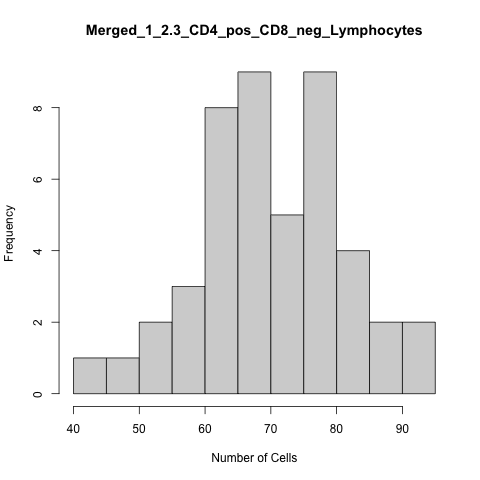 Merged_1_2.3_CD4_pos_CD8_neg_Lymphocytes
Frequency
8
6
4
2
0
40 50 60 70 80 90
Number of Cells